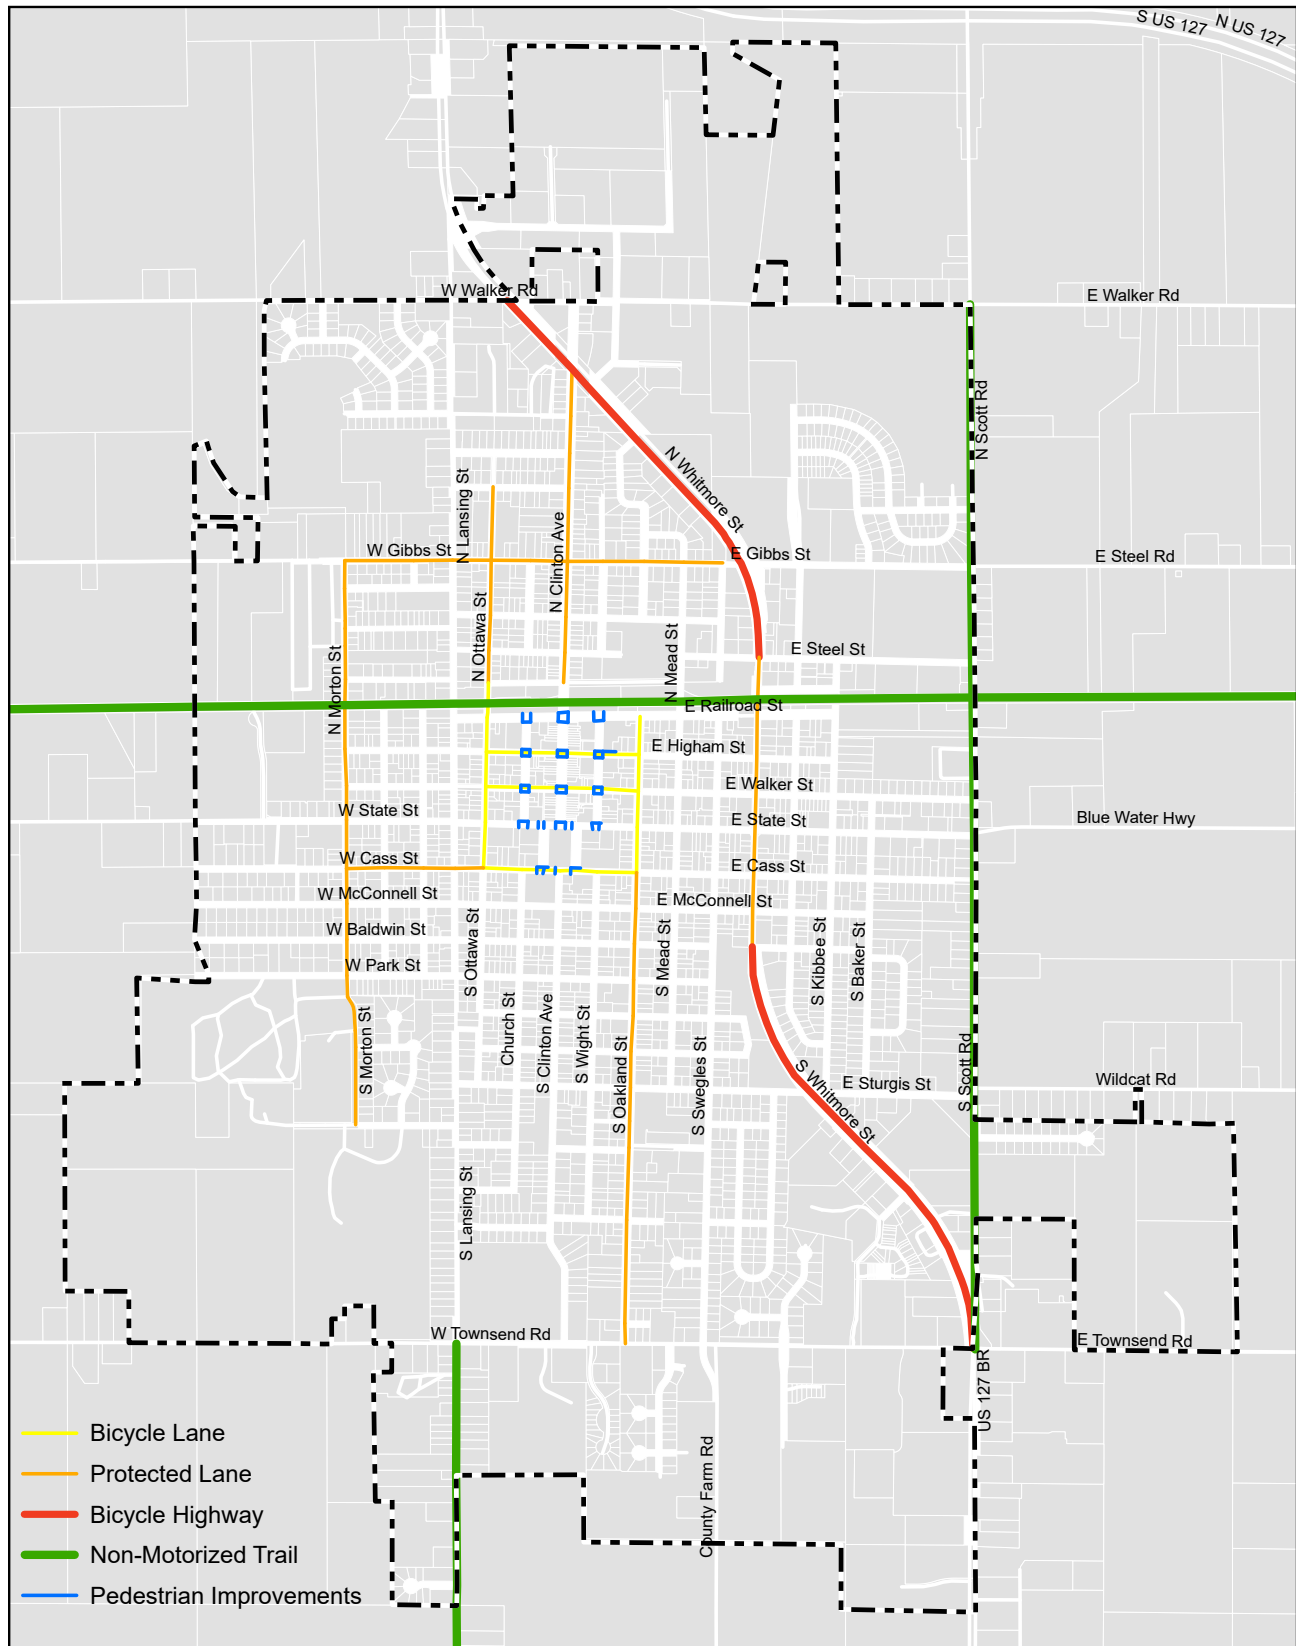 S US 127
N US 127
W Walker Rd
E Walker Rd
N Scott Rd
N Whitmore St
N Lansing St
N Clinton Ave
W Gibbs St
E Gibbs St
E Steel Rd
N Ottawa St
N Mead St
E Steel St
N Morton St
E Railroad St
E Higham St
E Walker St
W State St
E State St
Blue Water Hwy
W Cass St
E Cass St
W McConnell St
E McConnell St
W Baldwin St
S Ottawa St
S Mead St
S Kibbee St
S Baker St
W Park St
Church St
S Clinton Ave
S Wight St
S Morton St
S Oakland St
S Swegles St
S Whitmore St
E Sturgis St
S Scott Rd
Wildcat Rd
S Lansing St
W Townsend Rd
E Townsend Rd
US 127 BR
County Farm Rd
Bicycle Lane
Protected Lane
Bicycle Highway
Non-Motorized Trail
Pedestrian Improvements